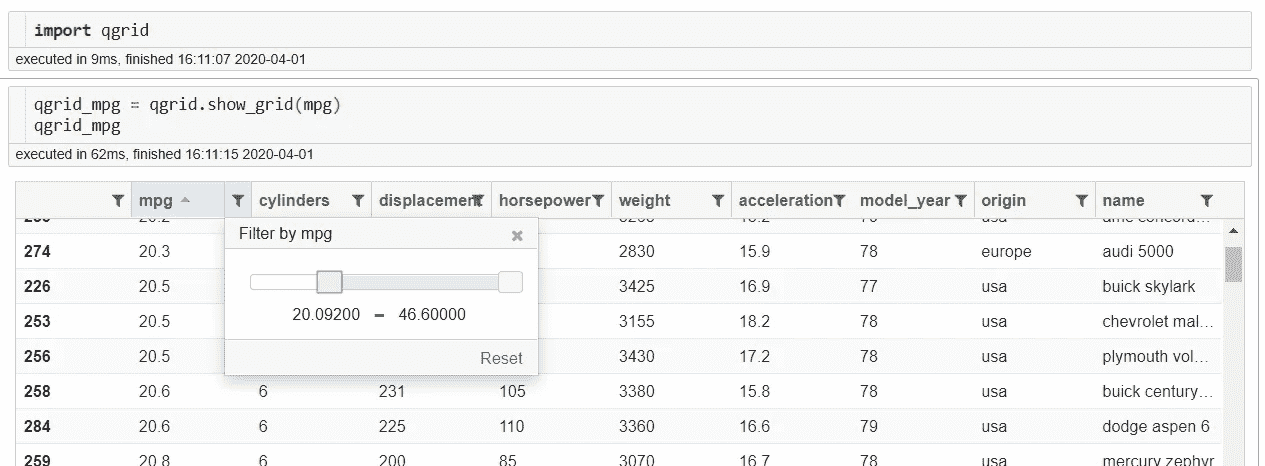 import qgrid
executed in 9ms, finished 16:11:07 2020-04-01
qgrid_mpg = qgrid.show_grid(mpg)
qgrid_mpg
executed in 62ms, finished 16:11:15 2020-04-01
mpg cylinders displacement horsepower weight acceleration model_year origin name
Filter by mpg
274 20.3 2830 15.9 78 europe audi 5000
226 20.5 3425 16.9 77 usa buick skylark
20.09200 – 46.60000
253 20.5 3155 18.2 78 usa chevrolet mal...
256 20.5 3430 17.2 78 usa plymouth vol...
Reset
258 20.6 6 231 105 3380 15.8 78 usa buick century...
284 20.6 6 225 110 3360 16.6 79 usa dodge aspen 6
259 20.8 6 200 85 3070 16.7 78 usa mercury zephyr